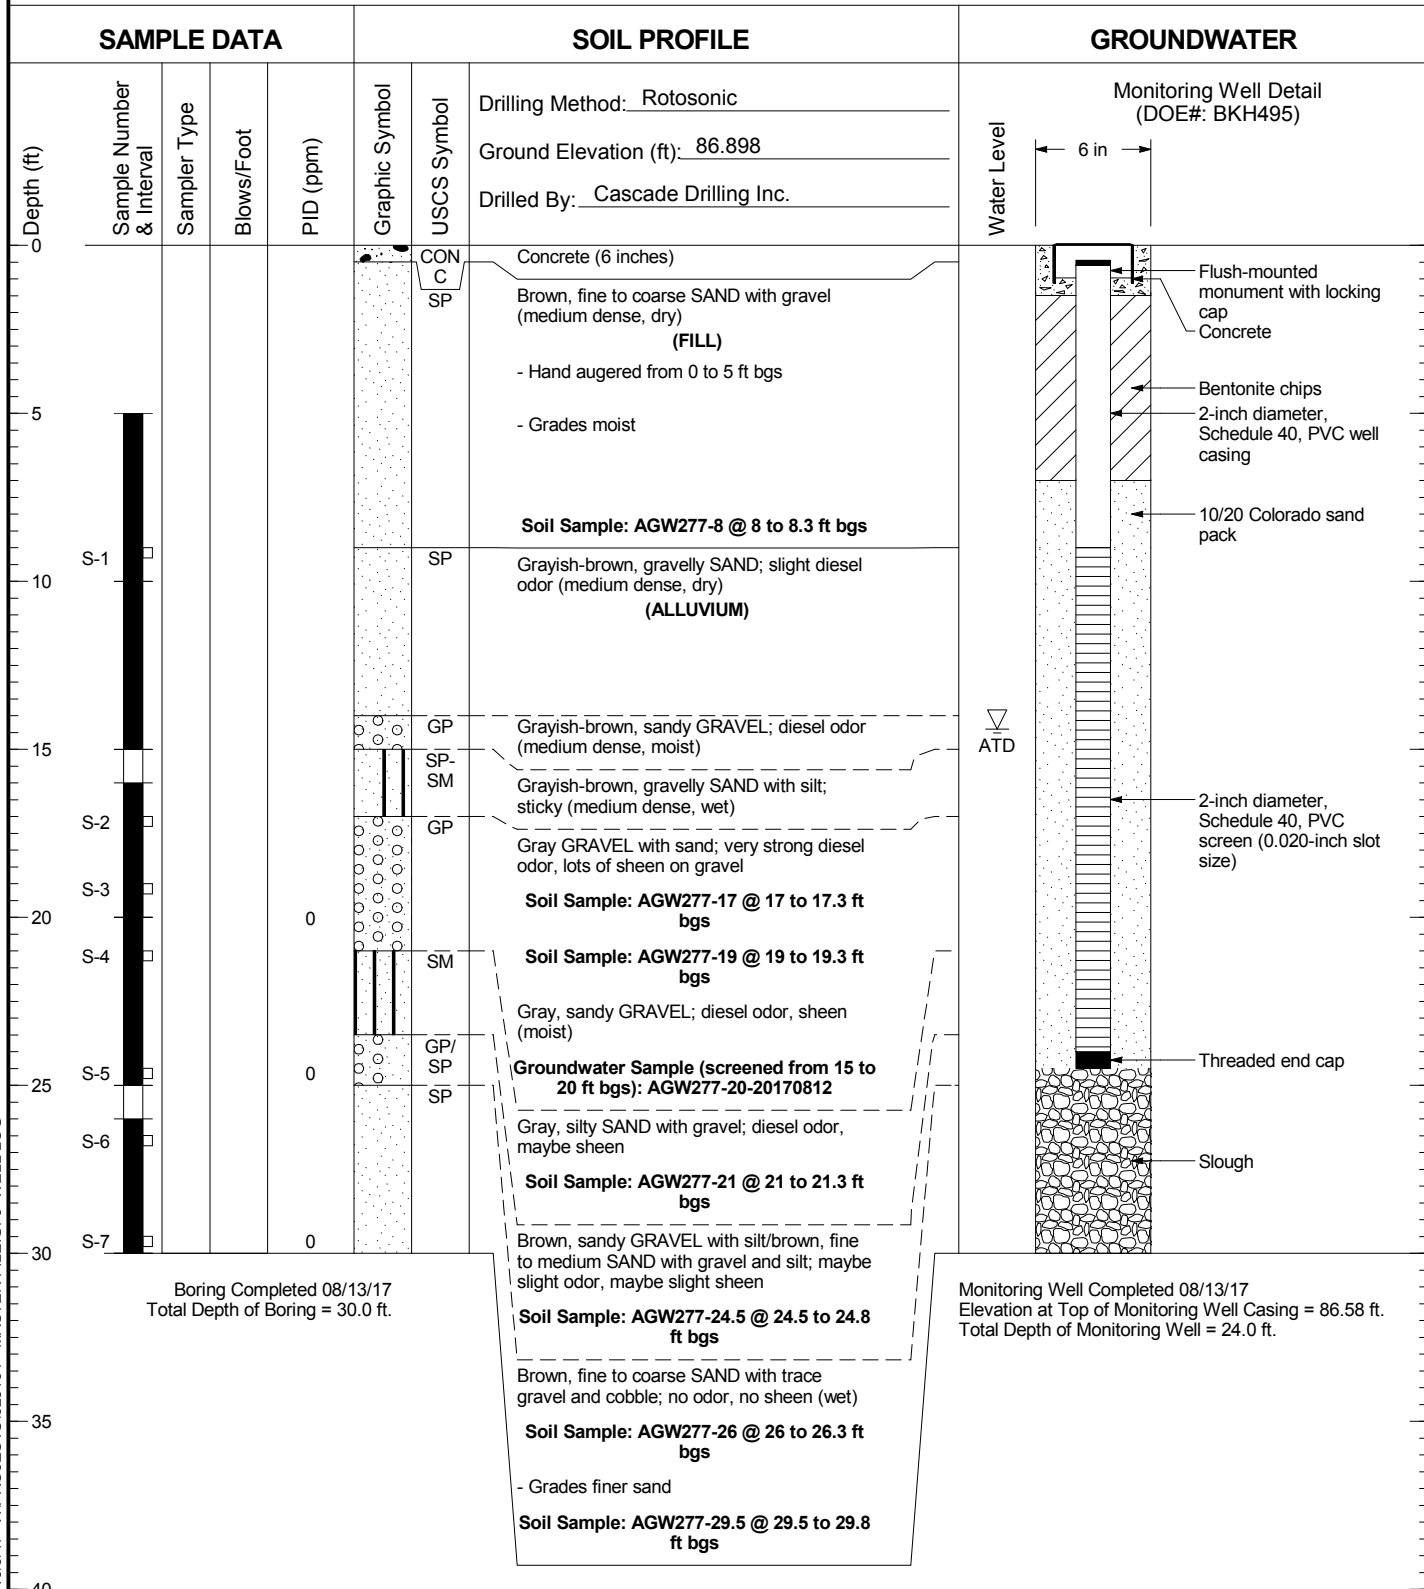 SAMPLE DATA
SOIL PROFILE
GROUNDWATER
Depth (ft)
Sample Number
& Interval
Sampler Type
Blows/Foot
PID (ppm)
Graphic Symbol
USCS Symbol
Drilling Method: Rotosonic
Ground Elevation (ft): 86.898
Drilled By: Cascade Drilling Inc.
Water Level
Monitoring Well Detail
(DOE#: BKH495)
6 in
0
CON
C
Concrete (6 inches)
SP
Brown, fine to coarse SAND with gravel
(medium dense, dry)
(FILL)
- Hand augered from 0 to 5 ft bgs
5
- Grades moist
Soil Sample: AGW277-8 @ 8 to 8.3 ft bgs
S-1
SP
Grayish-brown, gravelly SAND; slight diesel
odor (medium dense, dry)
(ALLUVIUM)
10
GP
Grayish-brown, sandy GRAVEL; diesel odor
(medium dense, moist)
15
SP-
SM
Grayish-brown, gravelly SAND with silt;
sticky (medium dense, wet)
S-2
GP
Gray GRAVEL with sand; very strong diesel
odor, lots of sheen on gravel
S-3
Soil Sample: AGW277-17 @ 17 to 17.3 ft
bgs
20
0
S-4
SM
Soil Sample: AGW277-19 @ 19 to 19.3 ft
bgs
Gray, sandy GRAVEL; diesel odor, sheen
(moist)
GP/
SP
S-5
0
Groundwater Sample (screened from 15 to
20 ft bgs): AGW277-20-20170812
25
SP
Gray, silty SAND with gravel; diesel odor,
maybe sheen
S-6
Soil Sample: AGW277-21 @ 21 to 21.3 ft
bgs
S-7
0
30
Brown, sandy GRAVEL with silt/brown, fine
to medium SAND with gravel and silt; maybe
slight odor, maybe slight sheen
Soil Sample: AGW277-24.5 @ 24.5 to 24.8
ft bgs
Brown, fine to coarse SAND with trace
gravel and cobble; no odor, no sheen (wet)
Soil Sample: AGW277-26 @ 26 to 26.3 ft
bgs
- Grades finer sand
Soil Sample: AGW277-29.5 @ 29.5 to 29.8
ft bgs
Boring Completed 08/13/17
Total Depth of Boring = 30.0 ft.
35
40
ATD
Flush-mounted
monument with locking
cap
Concrete
Bentonite chips
2-inch diameter,
Schedule 40, PVC well
casing
10/20 Colorado sand
pack
2-inch diameter,
Schedule 40, PVC
screen (0.020-inch slot
size)
Threaded end cap
Slough
Monitoring Well Completed 08/13/17
Elevation at Top of Monitoring Well Casing = 86.58 ft.
Total Depth of Monitoring Well = 24.0 ft.